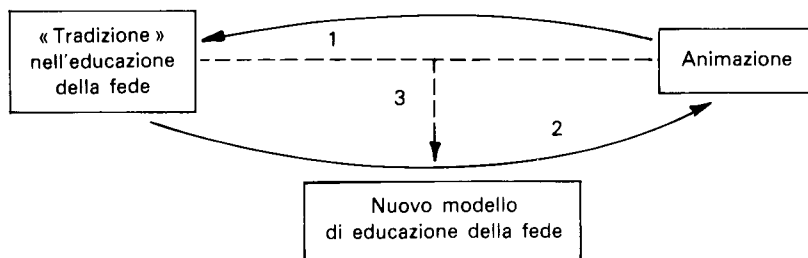 « Tradizione »
nell'educazione
della fede
1
Animazione
3
2
Nuovo modello
di educazione della fede